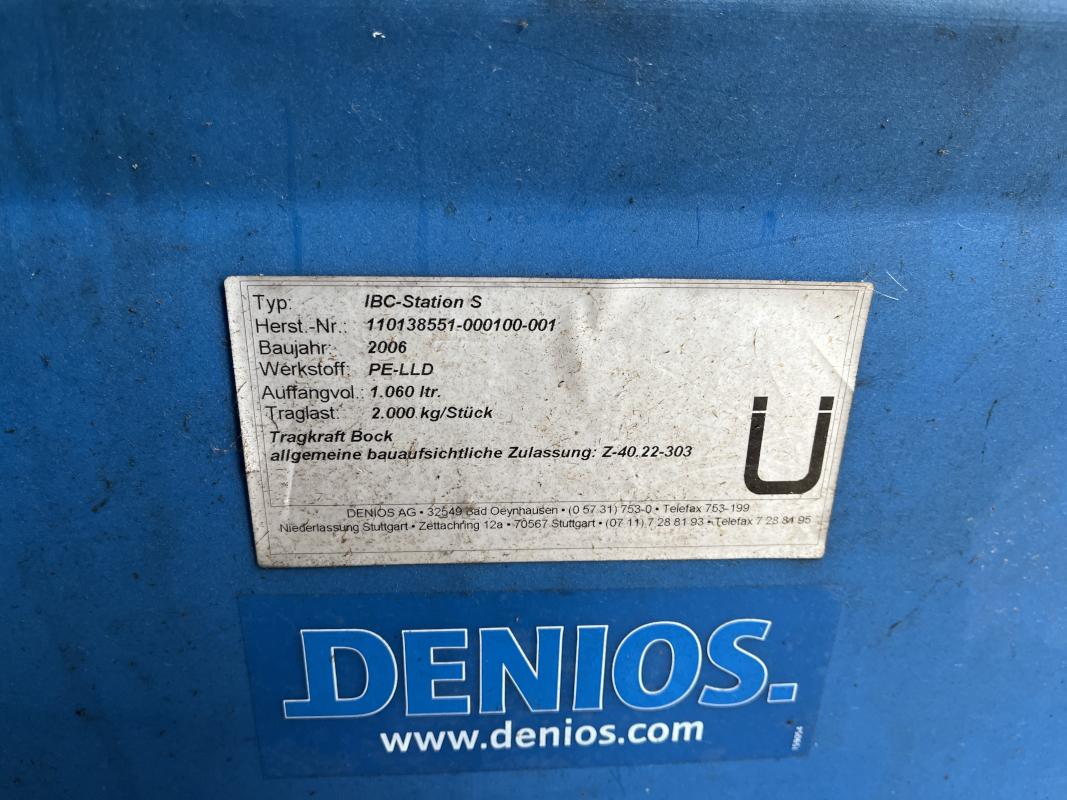 Typ: IBC-Station S
Herst.-Nr.: 110138551-000100-001
Baujahr: 2006
Werkstoff: PE-LLD
Auffangvol.: 1.060 ltr.
Traglast: 2.000 kg/Stück
Tragkraft Bock
allgemeine bauaufsichtliche Zulassung: Z-40.22-303
Ü
DENIOS AG • 32549 Bad Oeynhausen • (0 57 31) 753-0 • Telefax 753-199
Niederlassung Stuttgart • Zettachring 12a • 70567 Stuttgart • (07 11) 7 28 81 93 • Telefax 7 28 81 95
DENIOS.
www.denios.com